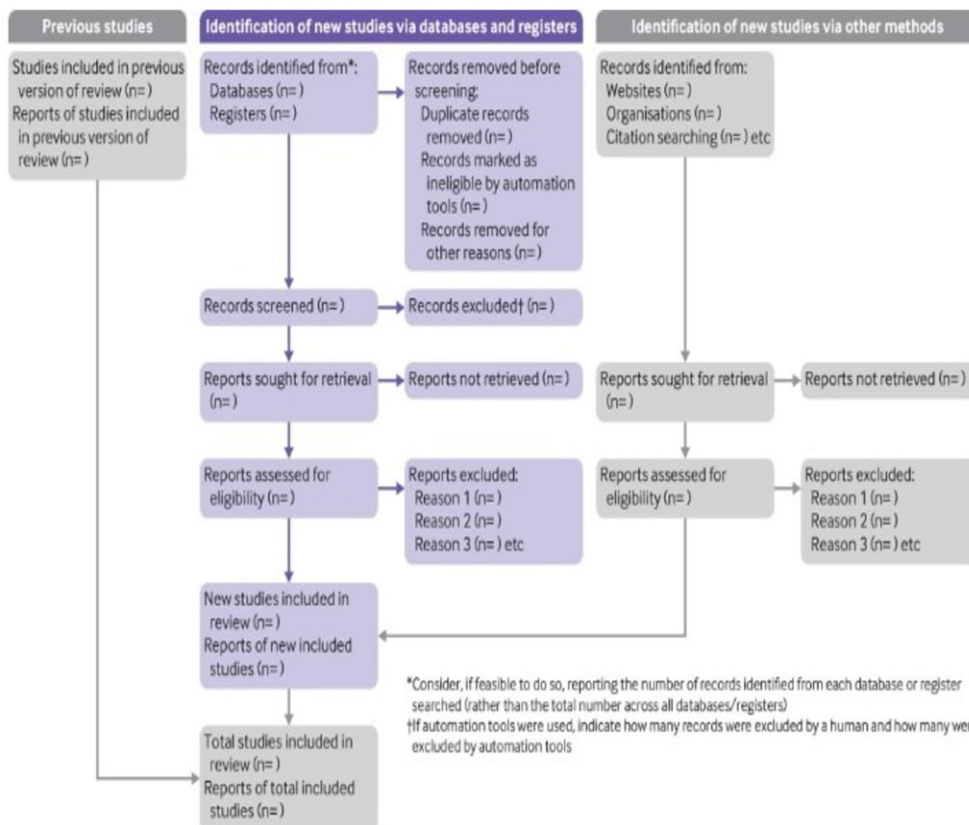 Previous studies
Identification of new studies via databases and registers
Identification of new studies via other methods
Studies included in previous
version of review (n= )
Reports of studies included
in previous version of
review (n= )
Records identified from*:
Databases (n= )
Registers (n= )
Records removed before
screening:
Duplicate records
removed (n= )
Records marked as
ineligible by automation
tools (n= )
Records removed for
other reasons (n= )
Records identified from:
Websites (n= )
Organisations (n= )
Citation searching (n= ) etc
Records screened (n= )
Records excluded† (n= )
Reports sought for retrieval
(n= )
Reports not retrieved (n= )
Reports sought for retrieval
(n= )
Reports not retrieved (n= )
Reports assessed for
eligibility (n= )
Reports excluded:
Reason 1 (n= )
Reason 2 (n= )
Reason 3 (n= ) etc
Reports assessed for
eligibility (n= )
Reports excluded:
Reason 1 (n= )
Reason 2 (n= )
Reason 3 (n= ) etc
New studies included in
review (n= )
Reports of new included
studies (n= )
*Consider, if feasible to do so, reporting the number of records identified from each database or register
searched (rather than the total number across all databases/registers)
†If automation tools were used, indicate how many records were excluded by a human and how many we
excluded by automation tools
Total studies included in
review (n= )
Reports of total included
studies (n= )